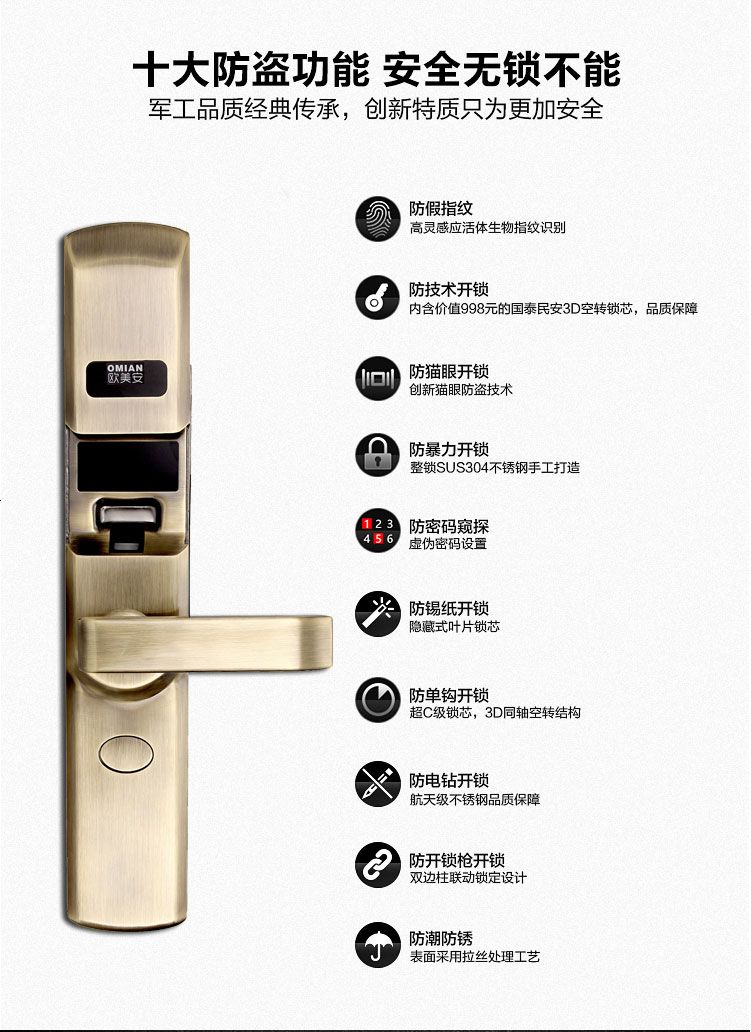 十大防盗功能 安全无锁不能
军工品质经典传承，创新特质只为更加安全
OMIAN
欧美安
防假指纹
高灵感应活体生物指纹识别
防技术开锁
内含价值998元的国泰民安3D空转锁芯，品质保障
防猫眼开锁
创新猫眼防盗技术
防暴力开锁
整锁SUS304不锈钢手工打造
1 2 3
4 5 6
防密码窥探
虚伪密码设置
防锡纸开锁
隐藏式叶片锁芯
防单钩开锁
超C级锁芯，3D同轴空转结构
防电钻开锁
航天级不锈钢品质保障
防开锁枪开锁
双边柱联动锁定设计
防潮防锈
表面采用拉丝处理工艺